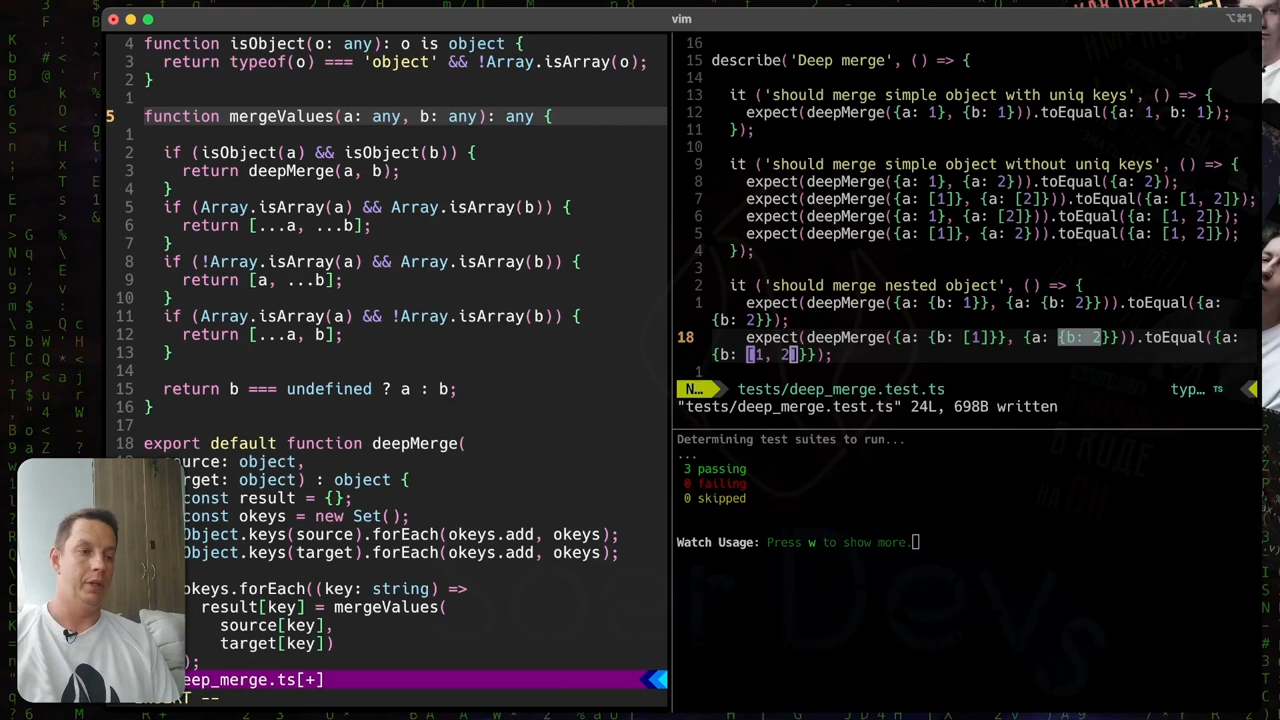 vim
⌥⌘1
4 function isObject(o: any): o is object {
3 return typeof(o) === 'object' && !Array.isArray(o);
2 }
1
5 function mergeValues(a: any, b: any): any {
1
2 if (isObject(a) && isObject(b)) {
3 return deepMerge(a, b);
4 }
5 if (Array.isArray(a) && Array.isArray(b)) {
6 return [...a, ...b];
7 }
8 if (!Array.isArray(a) && Array.isArray(b)) {
9 return [a, ...b];
10 }
11 if (Array.isArray(a) && !Array.isArray(b)) {
12 return [...a, b];
13 }
14
15 return b === undefined ? a : b;
16 }
17
18 export default function deepMerge(
ource: object,
rget: object) : object {
const result = {};
const okeys = new Set();
bject.keys(source).forEach(okeys.add, okeys);
bject.keys(target).forEach(okeys.add, okeys);
okeys.forEach((key: string) =>
result[key] = mergeValues(
source[key],
target[key])
);
eep_merge.ts[+]
INSERT --
16
15 describe('Deep merge', () => {
14
13 it ('should merge simple object with uniq keys', () => {
12 expect(deepMerge({a: 1}, {b: 1})).toEqual({a: 1, b: 1});
11 });
10
9 it ('should merge simple object without uniq keys', () => {
8 expect(deepMerge({a: 1}, {a: 2})).toEqual({a: 2});
7 expect(deepMerge({a: [1]}, {a: [2]})).toEqual({a: [1, 2]});
6 expect(deepMerge({a: 1}, {a: [2]})).toEqual({a: [1, 2]});
5 expect(deepMerge({a: [1]}, {a: 2})).toEqual({a: [1, 2]});
4 });
3
2 it ('should merge nested object', () => {
1 expect(deepMerge({a: {b: 1}}, {a: {b: 2}})).toEqual({a:
{b: 2}});
18 expect(deepMerge({a: {b: [1]}}, {a: {b: 2}})).toEqual({a:
{b: [1, 2]}});
1
N... tests/deep_merge.test.ts typ… TS
"tests/deep_merge.test.ts" 24L, 698B written
Determining test suites to run...
...
3 passing
0 failing
0 skipped
Watch Usage: Press w to show more.